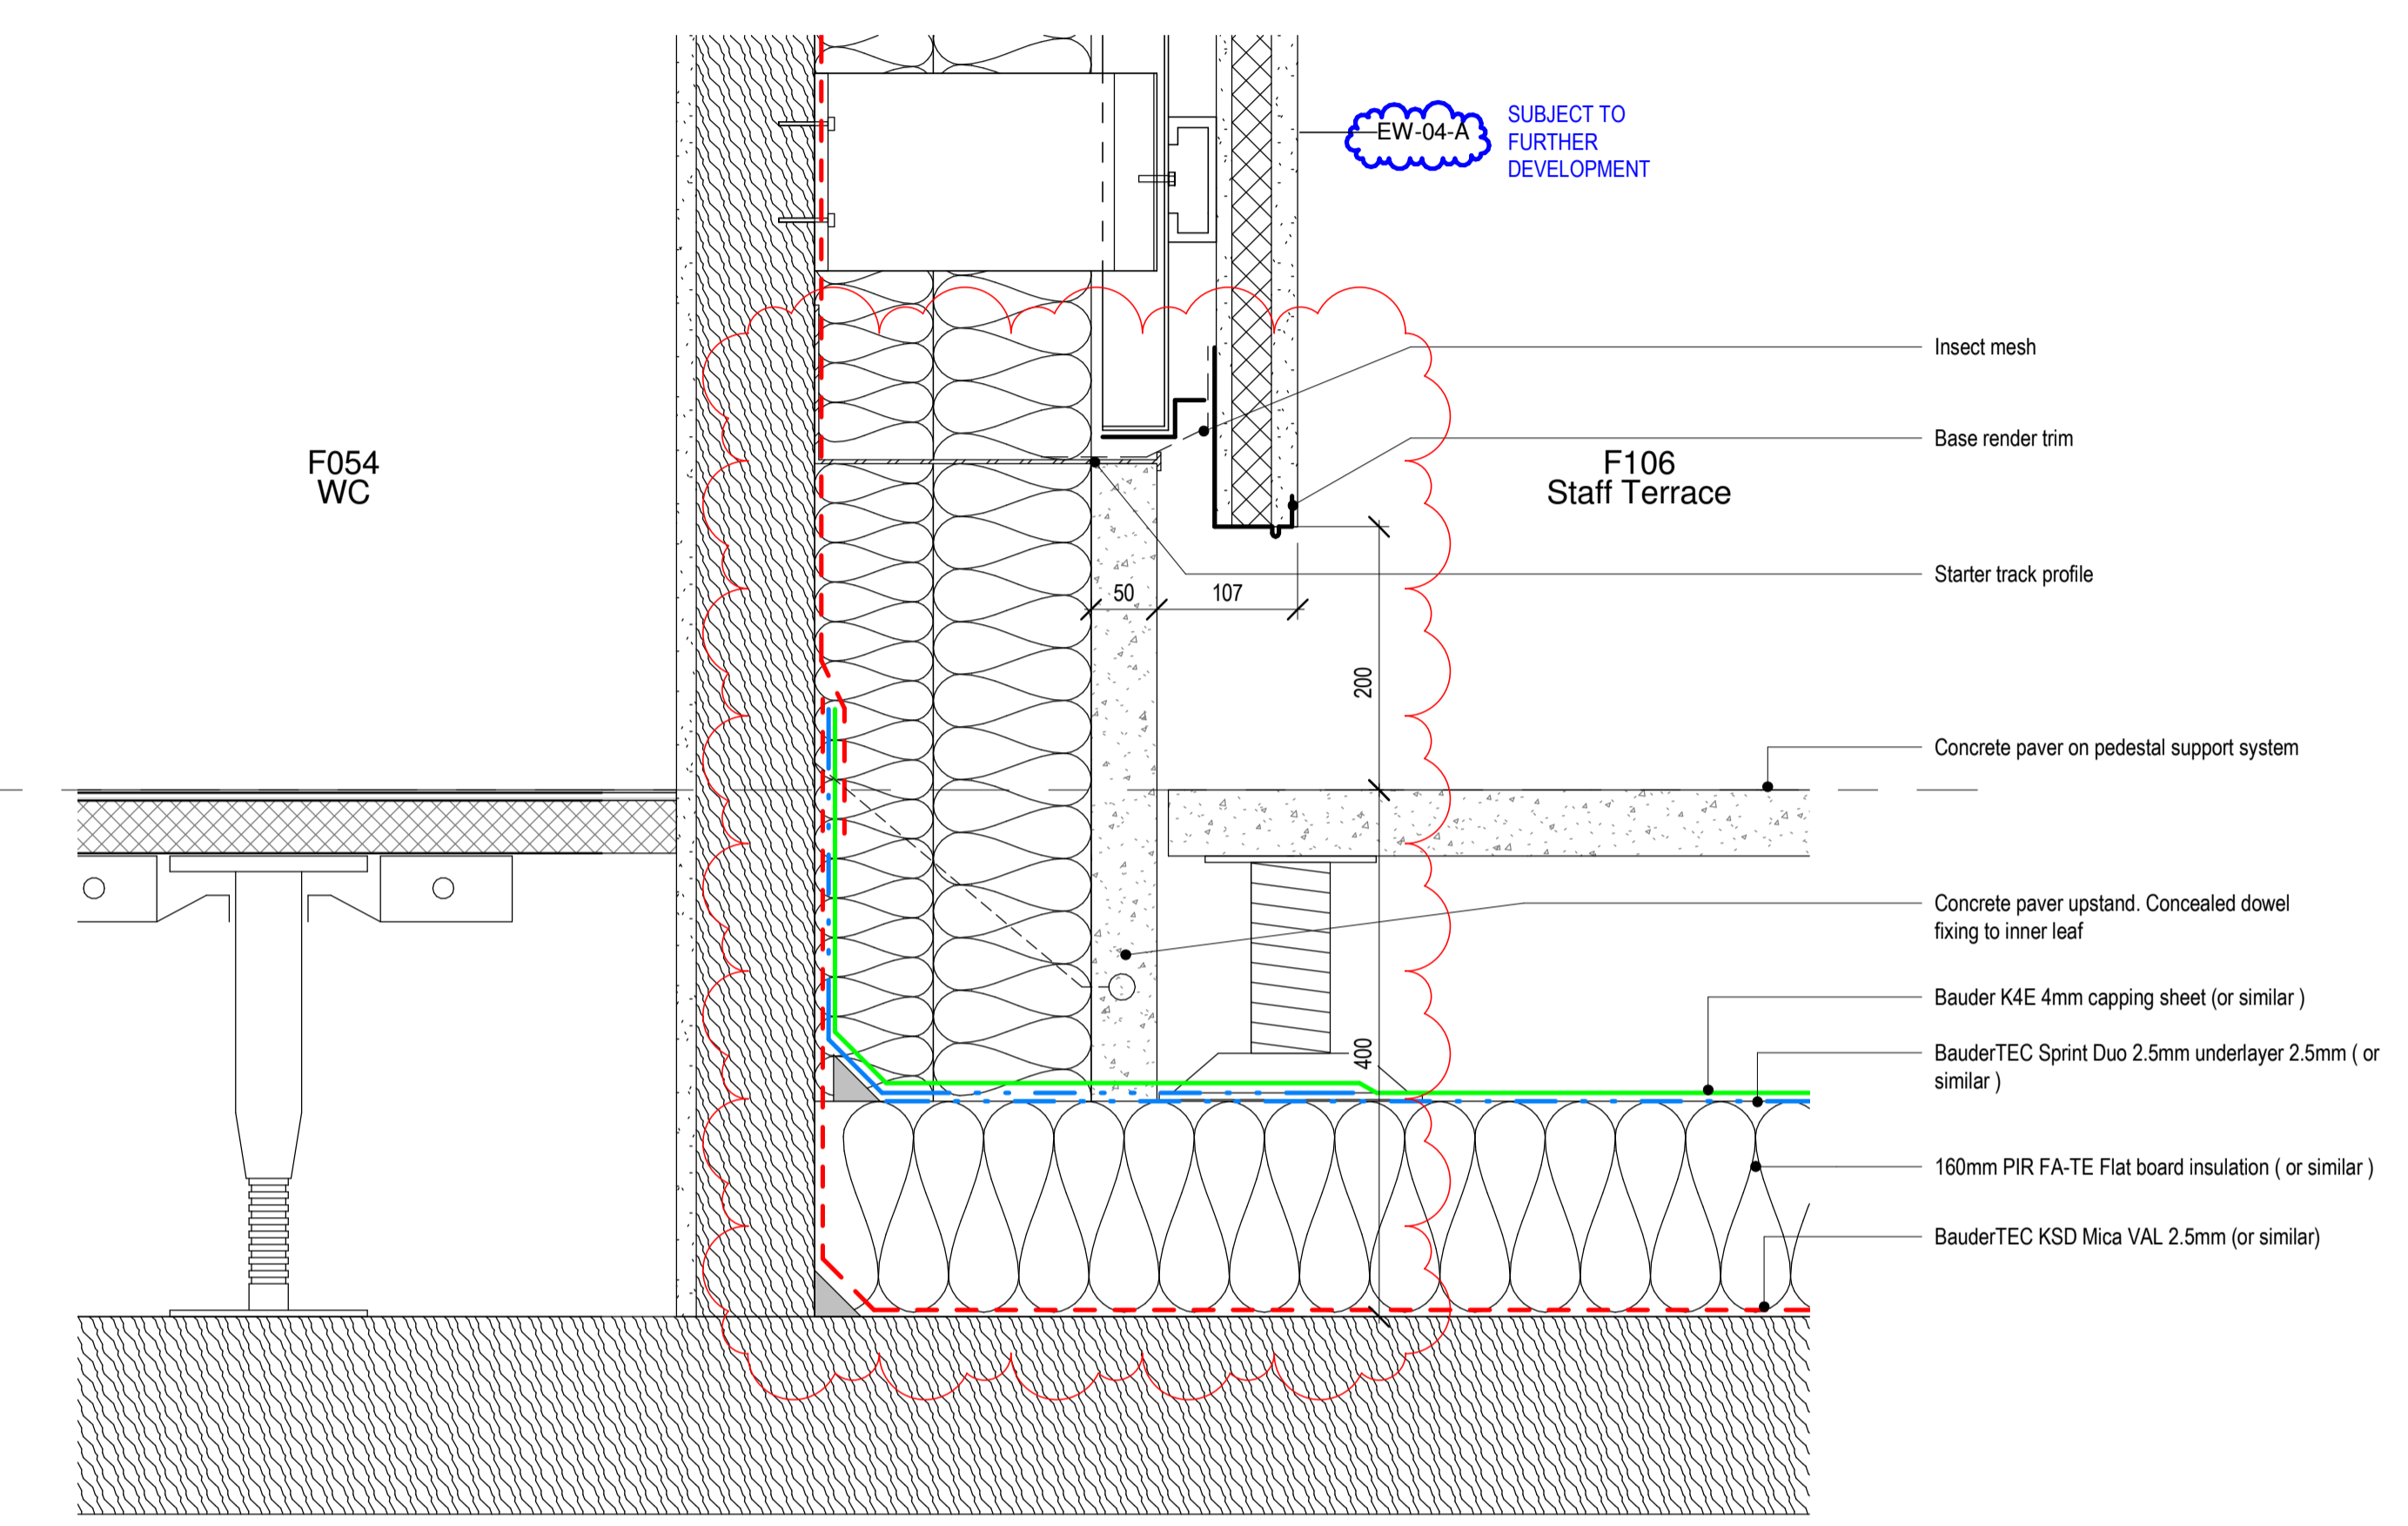 EW-04-A
SUBJECT TO
FURTHER
DEVELOPMENT
Insect mesh
Base render trim
F054
WC
F106
Staff Terrace
Starter track profile
50
107
200
Concrete paver on pedestal support system
Concrete paver upstand. Concealed dowel
fixing to inner leaf
Bauder K4E 4mm capping sheet (or similar )
400
BauderTEC Sprint Duo 2.5mm underlayer 2.5mm ( or
similar )
160mm PIR FA-TE Flat board insulation ( or similar )
BauderTEC KSD Mica VAL 2.5mm (or similar)